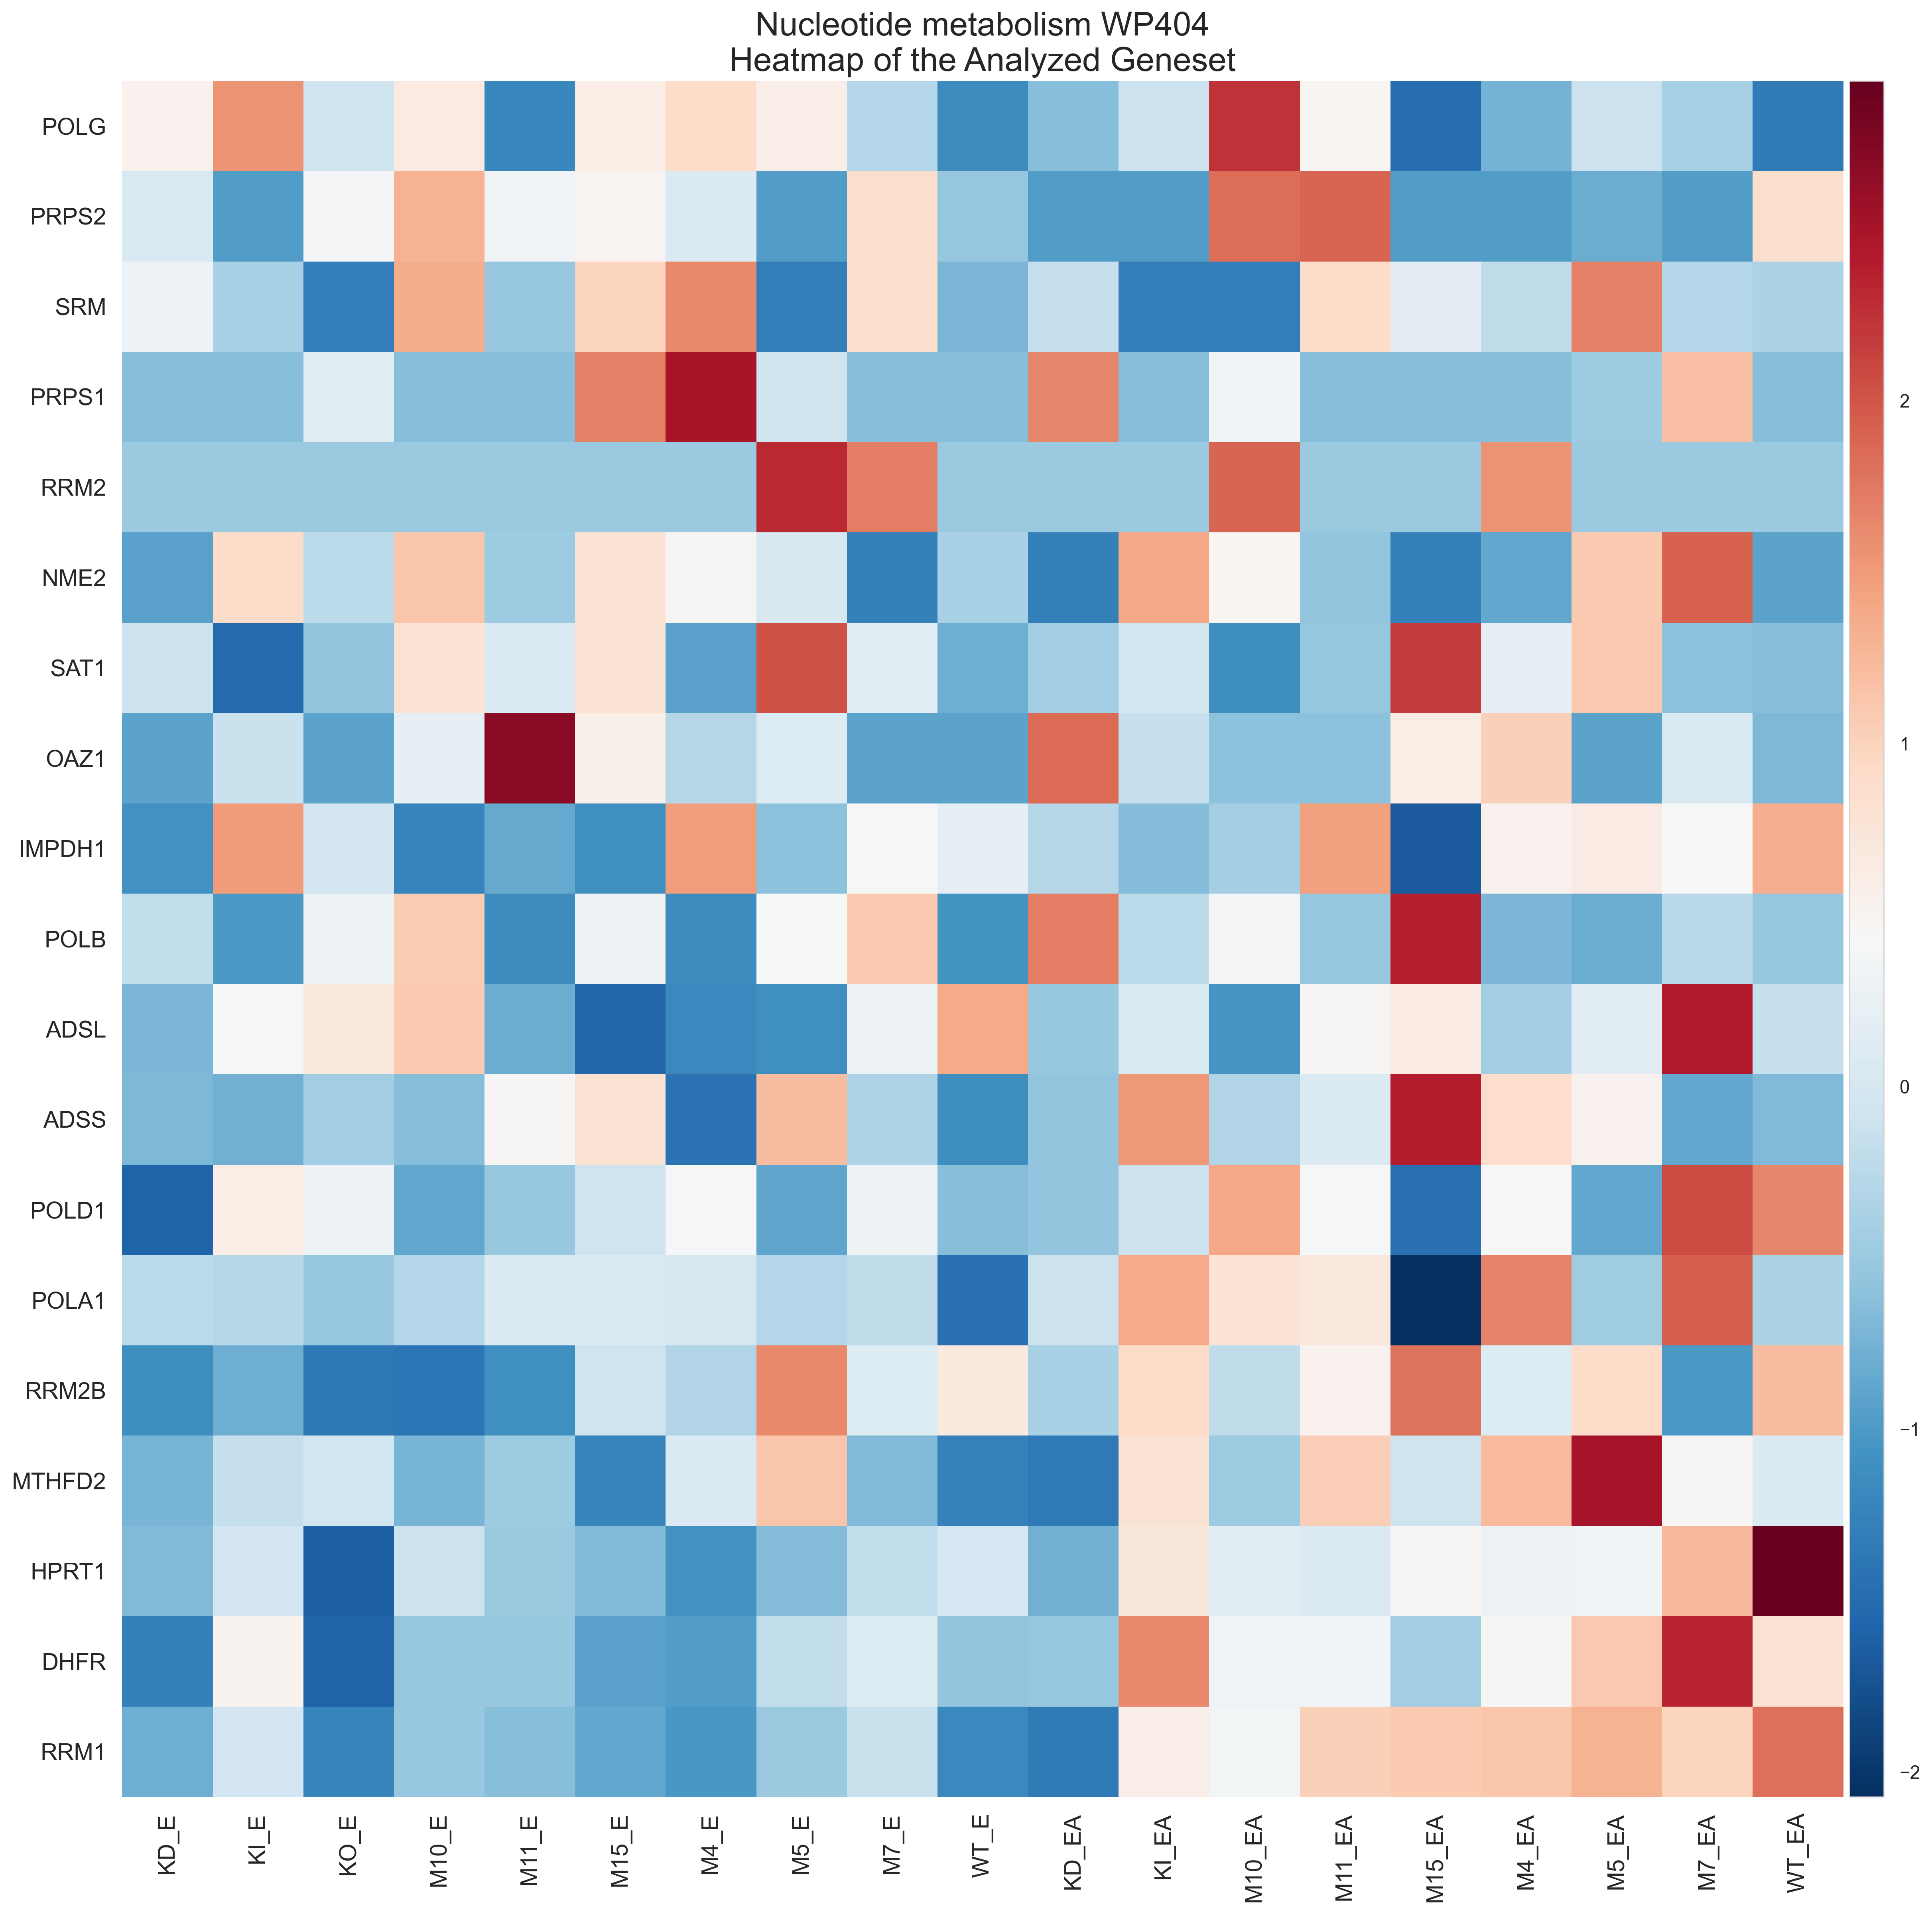 Nucleotide metabolism WP404
Heatmap of the Analyzed Geneset
POLG
PRPS2
SRM
PRPS1
RRM2
NME2
SAT1
OAZ1
IMPDH1
POLB
ADSL
ADSS
POLD1
POLA1
RRM2B
MTHFD2
HPRT1
DHFR
RRM1
2
1
0
−1
−2
KD_E
KI_E
KO_E
M10_E
M11_E
M15_E
M4_E
M5_E
M7_E
WT_E
KD_EA
KI_EA
M10_EA
M11_EA
M15_EA
M4_EA
M5_EA
M7_EA
WT_EA